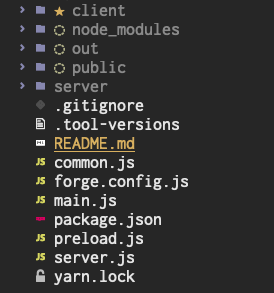 client
node_modules
out
public
server
.gitignore
.tool-versions
README.md
JS common.js
JS forge.config.js
JS main.js
package.json
JS preload.js
JS server.js
yarn.lock